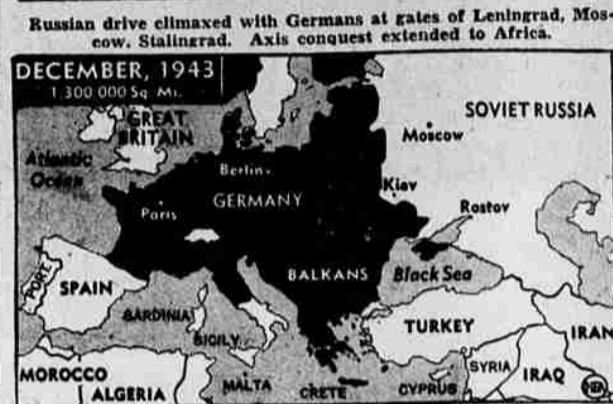 Russian drive climaxed with Germans at gates of Leningrad, Mos-
cow, Stalingrad. Axis conquest extended to Africa.
DECEMBER, 1943
1,300,000 Sq. Mi.
SOVIET RUSSIA
GREAT
BRITAIN
Moscow
Atlantic
Ocean
Berlin
Kiev
GERMANY
Paris
Rostov
BALKANS
Black Sea
PORT.
SPAIN
SARDINIA
SICILY
TURKEY
IRAN
MOROCCO
ALGERIA
MALTA
CRETE
CYPRUS
SYRIA
IRAQ
NEA